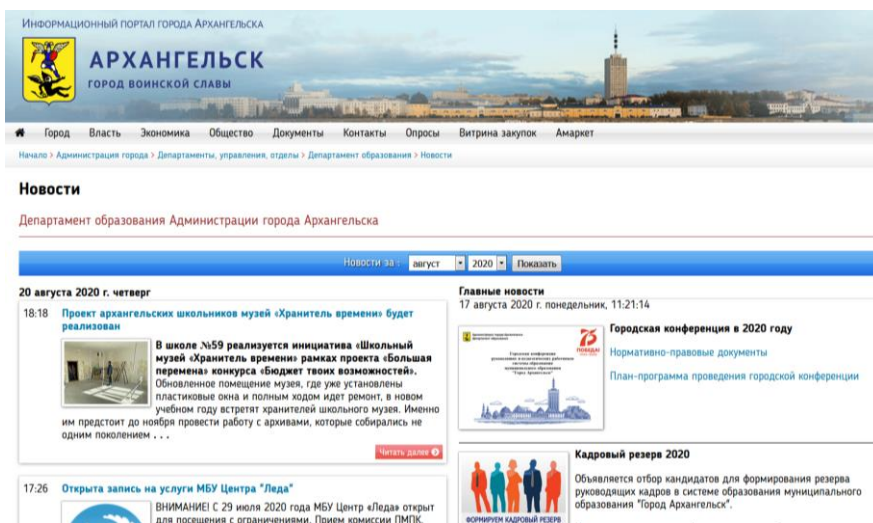 Информационный портал города Архангельска
АРХАНГЕЛЬСК
ГОРОД ВОИНСКОЙ СЛАВЫ
Город Власть Экономика Общество Документы Контакты Опросы Витрина закупок Амаркет
Начало > Администрация города > Департаменты, управления, отделы > Департамент образования > Новости
Новости
Департамент образования Администрации города Архангельска
Новости за : август 2020 Показать
20 августа 2020 г. четверг
18:18 Проект архангельских школьников музей «Хранитель времени» будет
реализован
В школе №59 реализуется инициатива «Школьный
музей «Хранитель времени» рамках проекта «Большая
перемена» конкурса «Бюджет твоих возможностей».
Обновленное помещение музея, где уже установлены
пластиковые окна и полным ходом идет ремонт, в новом
учебном году встретят хранителей школьного музея. Именно
им предстоит до ноября провести работу с архивами, которые собирались не
одним поколением . . .
Читать далее
17:26 Открыта запись на услуги МБУ Центра "Леда"
ВНИМАНИЕ! С 29 июля 2020 года МБУ Центр «Леда» открыт
для посещения с ограничениями. Прием комиссии ПМПК,
Главные новости
17 августа 2020 г. понедельник, 11:21:14
75
ПОБЕДА!
Городская конференция в 2020 году
Нормативно-правовые документы
План-программа проведения городской конференции
ФОРМИРУЕМ КАДРОВЫЙ РЕЗЕРВ
Кадровый резерв 2020
Объявляется отбор кандидатов для формирования резерва
руководящих кадров в системе образования муниципального
образования "Город Архангельск".